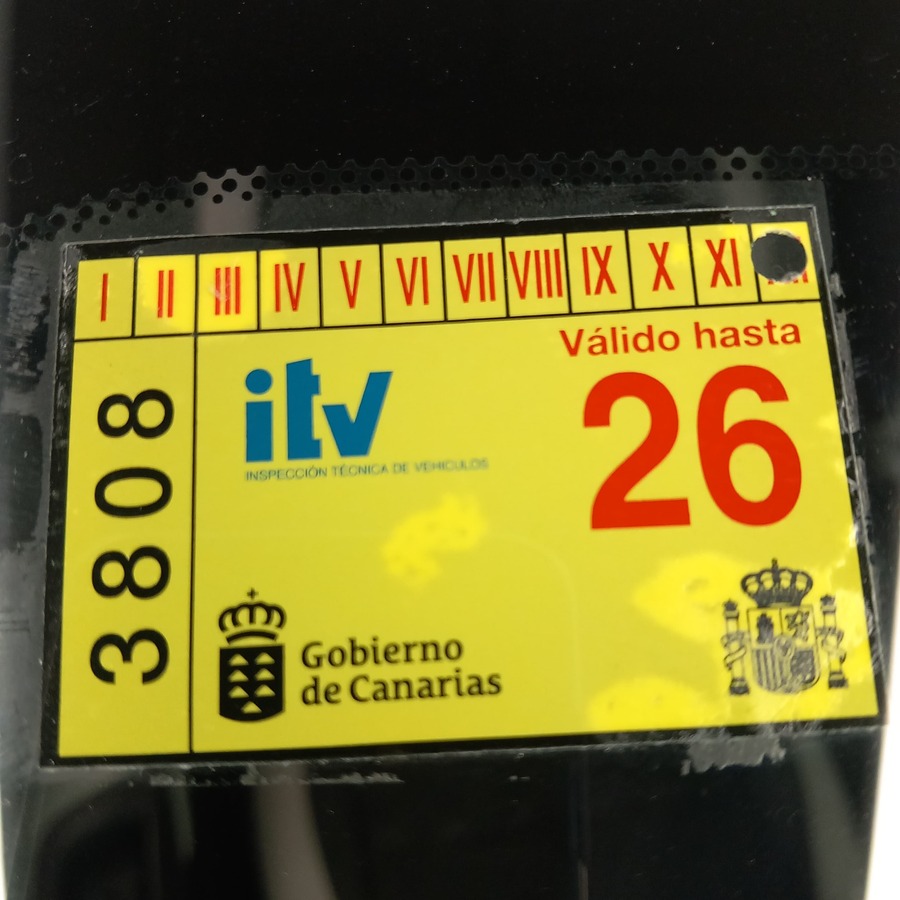 I II III IV V VI VII VIII IX X XI
Válido hasta
26
itv
INSPECCIÓN TÉCNICA DE VEHICULOS
3808
Gobierno
de Canarias